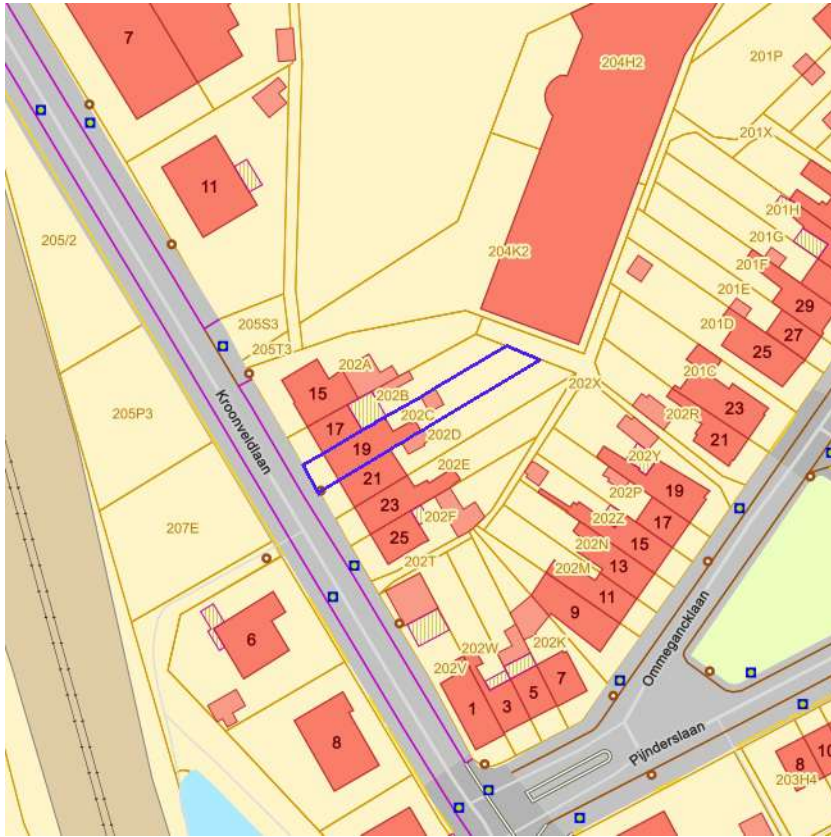 7
204H2
201P
201X
11
201H
205/2
201G
204K2
201F
201E
29
205S3
201D
27
205T3
25
202A
201C
15
202X
202B
205P3
17
202C
202R
23
Kroonveldlaan
19
202D
21
21
202E
202Y
23
202P
19
207E
202F
202Z
17
25
202N
15
202T
13
202M
11
9
6
202W
202K
202V
7
5
Ommegancklaan
1
3
8
Pijnderslaan
8
10
203H4